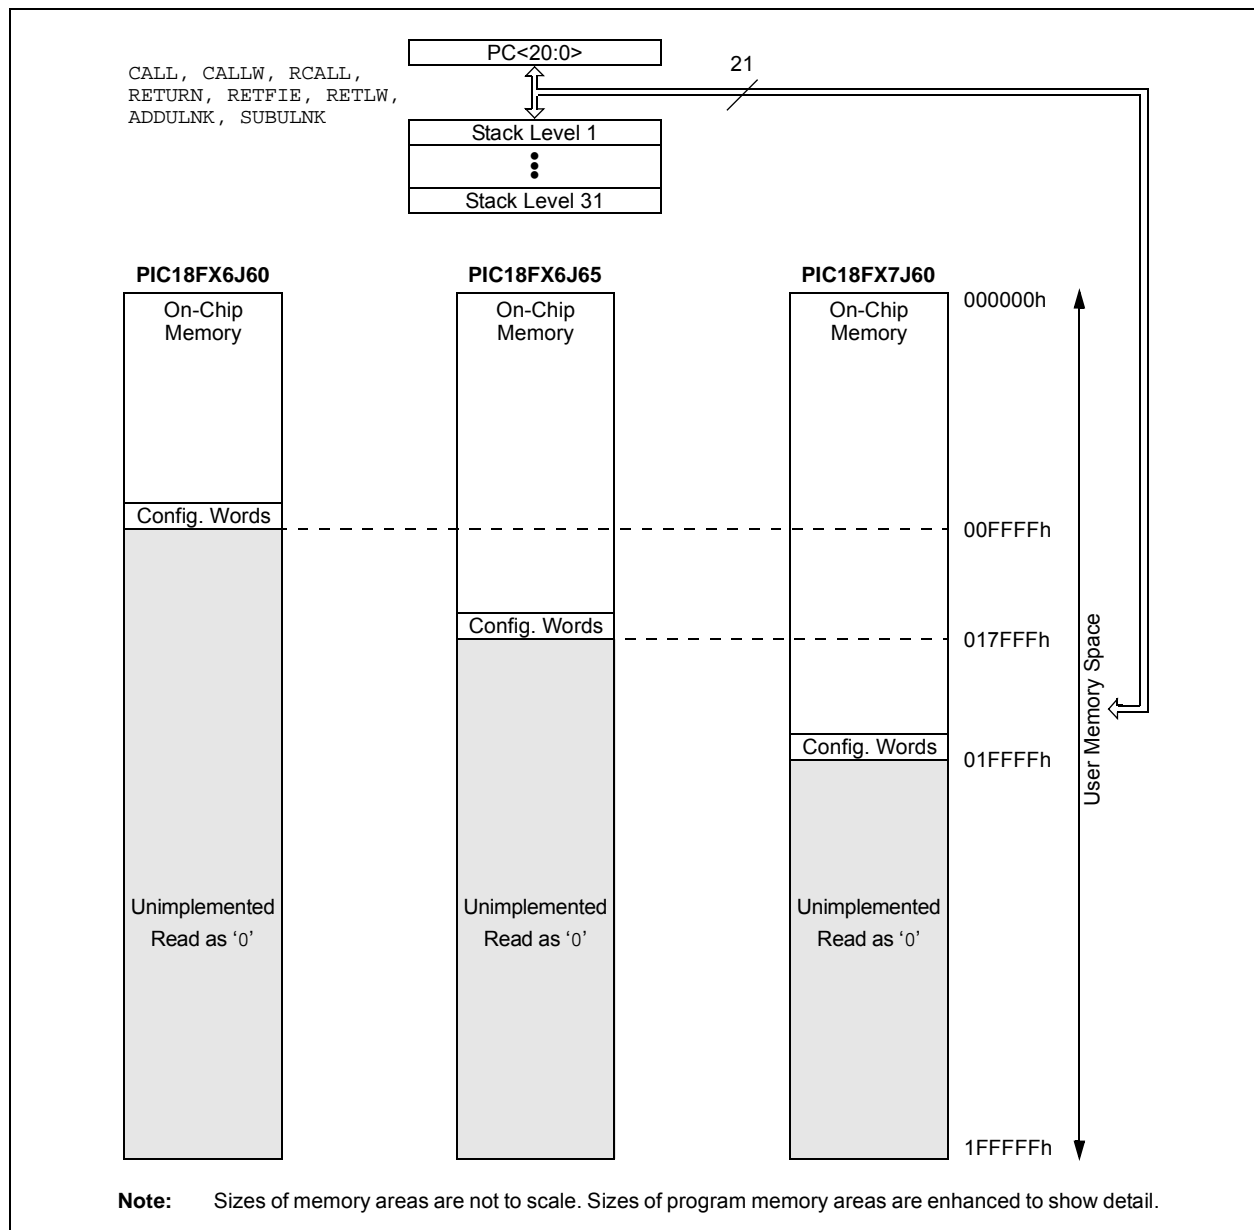 PC<20:0>
21
CALL, CALLW, RCALL,
RETURN, RETFIE, RETLW,
ADDULNK, SUBULNK
Stack Level 1
Stack Level 31
PIC18FX6J60
PIC18FX6J65
PIC18FX7J60
On-Chip
Memory
On-Chip
Memory
On-Chip
Memory
000000h
Config. Words
00FFFFh
Config. Words
017FFFh
Config. Words
01FFFFh
User Memory Space
Unimplemented
Read as ‘0’
Unimplemented
Read as ‘0’
Unimplemented
Read as ‘0’
1FFFFFh
Note: Sizes of memory areas are not to scale. Sizes of program memory areas are enhanced to show detail.